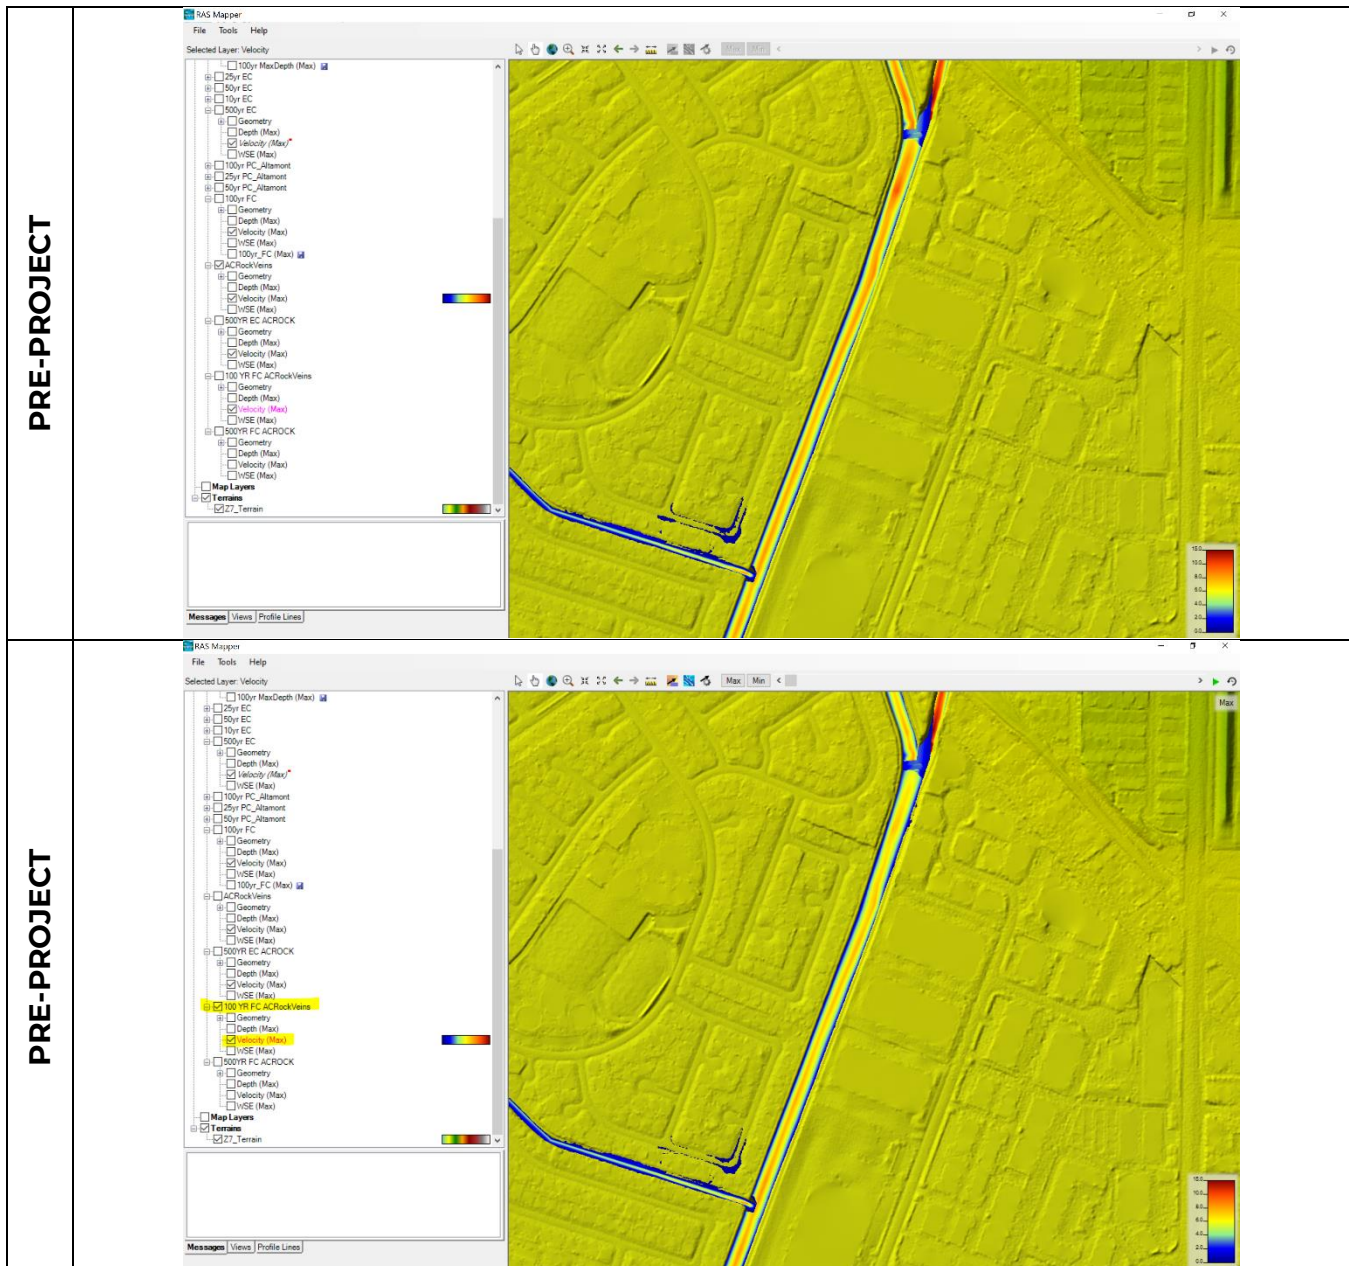 PRE-PROJECT
RAS Mapper
File Tools Help
Selected Layer: Velocity
Max Min
100yr MaxDepth (Max)
25yr EC
50yr EC
10yr EC
500yr EC
Geometry
Depth (Max)
Velocity (Max)*
WSE (Max)
100yr PC_Altamont
25yr PC_Altamont
50yr PC_Altamont
100yr FC
Geometry
Depth (Max)
Velocity (Max)
WSE (Max)
100yr_FC (Max)
ACRockVeins
Geometry
Depth (Max)
Velocity (Max)
WSE (Max)
500YR EC ACROCK
Geometry
Depth (Max)
Velocity (Max)
WSE (Max)
100 YR FC ACRockVeins
Geometry
Depth (Max)
Velocity (Max)
WSE (Max)
500YR FC ACROCK
Geometry
Depth (Max)
Velocity (Max)
WSE (Max)
Map Layers
Terrains
Z7_Terrain
Messages Views Profile Lines
PRE-PROJECT
RAS Mapper
File Tools Help
Selected Layer: Velocity
Max Min
Max
100yr MaxDepth (Max)
25yr EC
50yr EC
10yr EC
500yr EC
Geometry
Depth (Max)
Velocity (Max)*
WSE (Max)
100yr PC_Altamont
25yr PC_Altamont
50yr PC_Altamont
100yr FC
Geometry
Depth (Max)
Velocity (Max)
WSE (Max)
100yr_FC (Max)
ACRockVeins
Geometry
Depth (Max)
Velocity (Max)
WSE (Max)
500YR EC ACROCK
Geometry
Depth (Max)
Velocity (Max)
WSE (Max)
100 YR FC ACRockVeins
Geometry
Depth (Max)
Velocity (Max)
WSE (Max)
500YR FC ACROCK
Geometry
Depth (Max)
Velocity (Max)
WSE (Max)
Map Layers
Terrains
Z7_Terrain
Messages Views Profile Lines